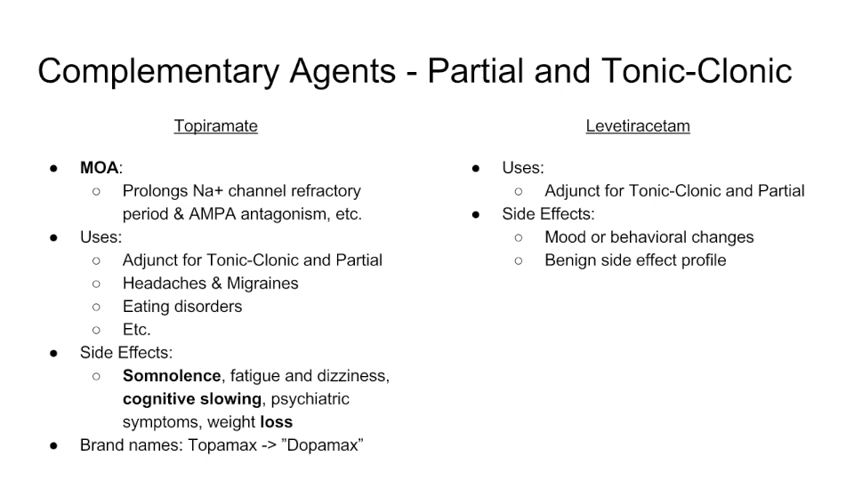 Complementary Agents - Partial and Tonic-Clonic
Topiramate
● MOA:
○ Prolongs Na+ channel refractory
period & AMPA antagonism, etc.
● Uses:
○ Adjunct for Tonic-Clonic and Partial
○ Headaches & Migraines
○ Eating disorders
○ Etc.
● Side Effects:
○ Somnolence, fatigue and dizziness,
cognitive slowing, psychiatric
symptoms, weight loss
● Brand names: Topamax -> ”Dopamax”
Levetiracetam
● Uses:
○ Adjunct for Tonic-Clonic and Partial
● Side Effects:
○ Mood or behavioral changes
○ Benign side effect profile